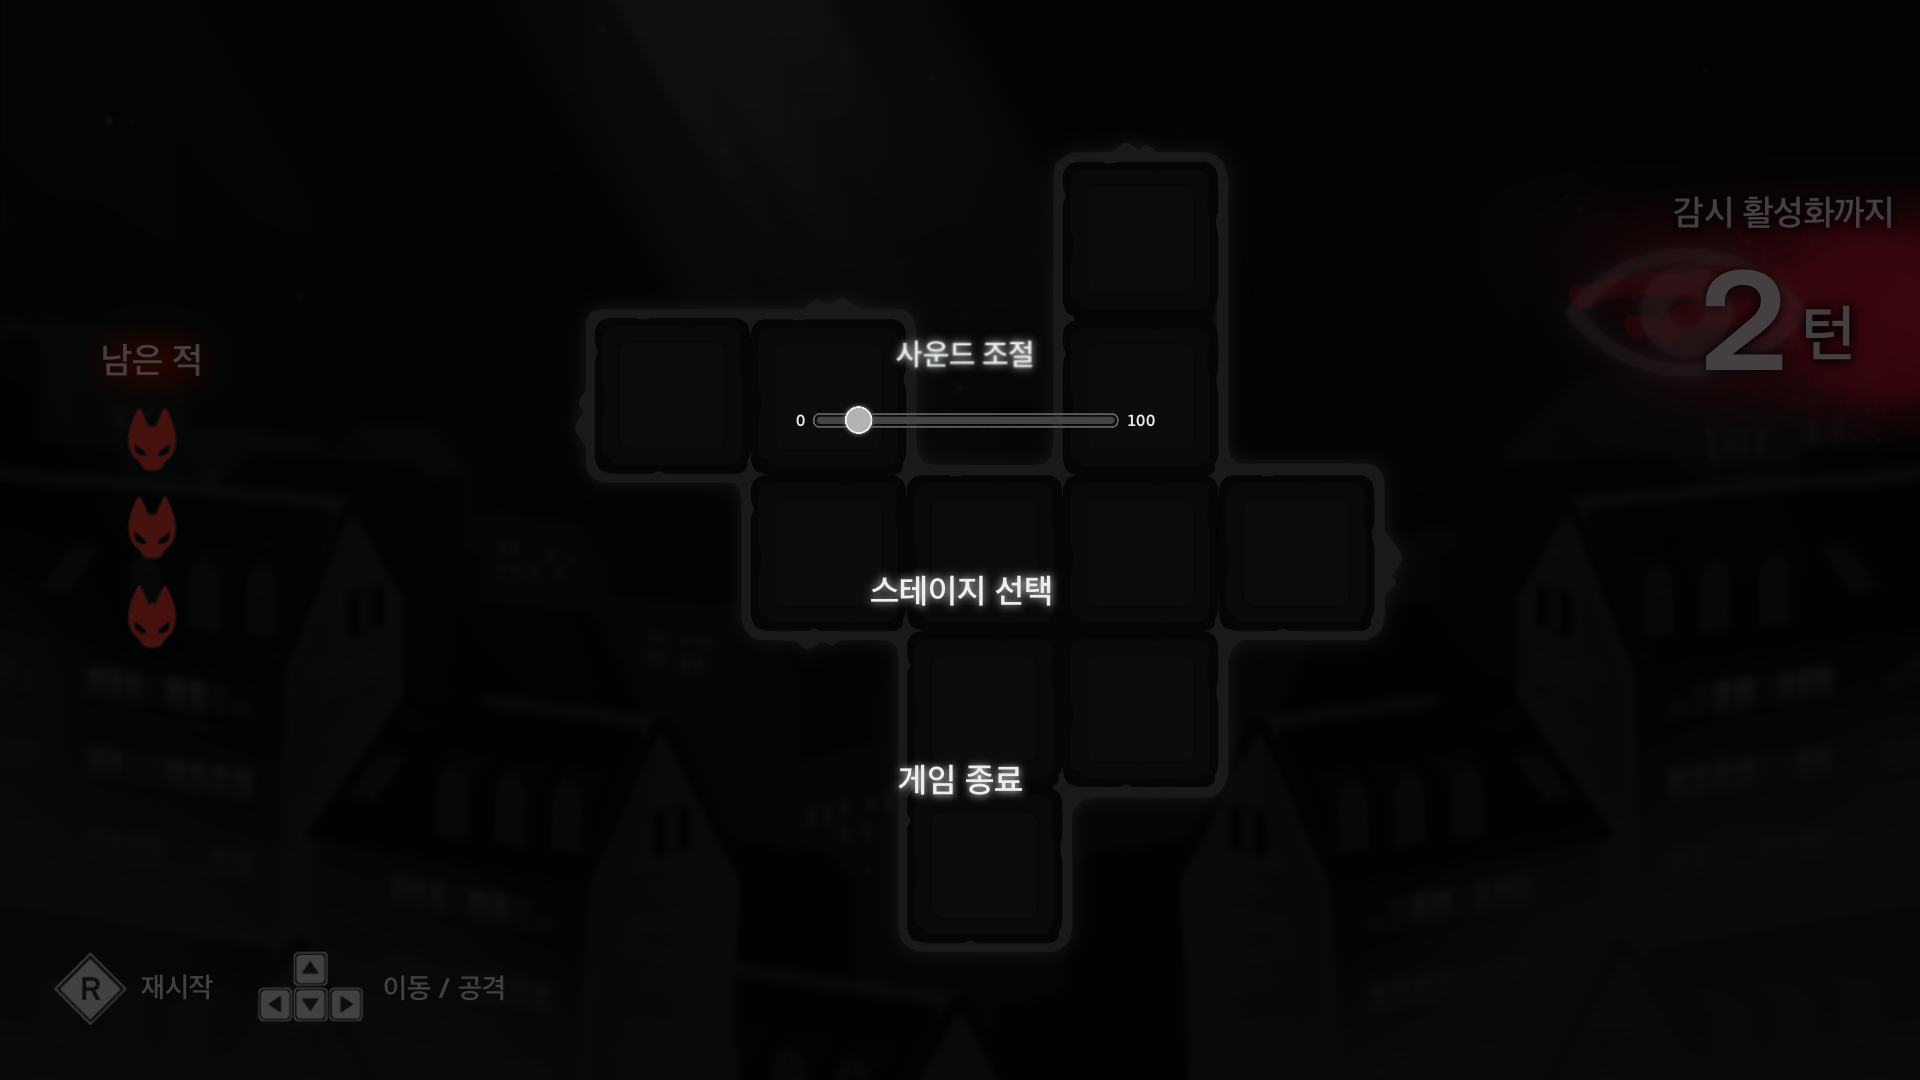 감시 활성화까지
2 턴
남은 적
사운드 조절
0 100
스테이지 선택
게임 종료
R 재시작
이동 / 공격